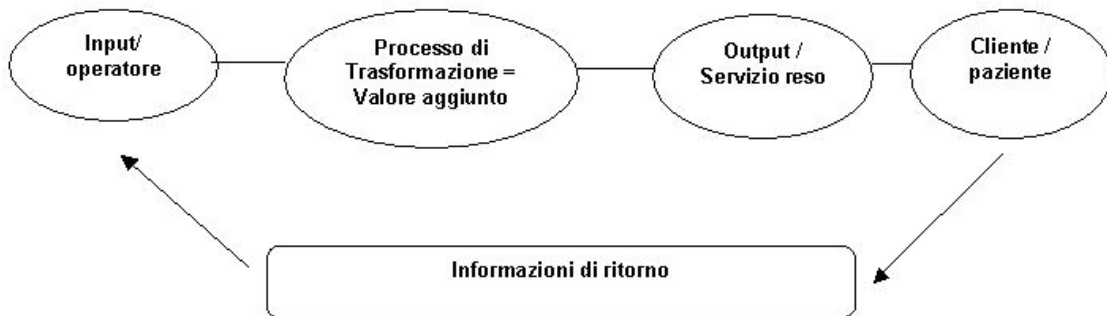 Input/
operatore
Processo di
Trasformazione =
Valore aggiunto
Output /
Servizio reso
Cliente /
paziente
Informazioni di ritorno